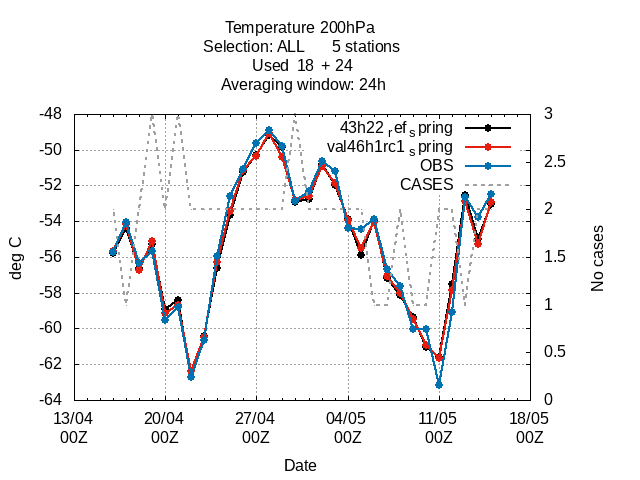 Temperature 200hPa
Selection: ALL 5 stations
Used 18 + 24
Averaging window: 24h
-48 3
43h22 refspring
val46h1rc1 spring
OBS
CASES
-50 2.5
-52 2
-54
-56 1.5
-58 1
-60
-62 0.5
-64 0
deg C
No cases
13/04 20/04 27/04 04/05 11/05 18/05
00Z 00Z 00Z 00Z 00Z 00Z
Date